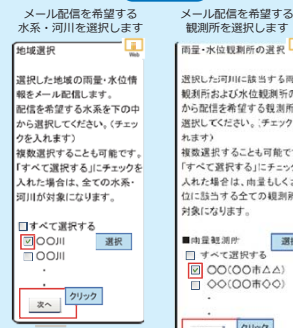 メール配信を希望する
水系・河川を選択します
地域選択
Web
選択した地域の雨量・水位情
報をメール配信します。
配信を希望する水系を下の中
から選択してください。（チェッ
クを入れます）
複数選択することも可能です。
「すべて選択する」にチェックを
入れた場合は、全ての水系・
河川が対象になります。
すべて選択する
〇〇川
選択
〇〇川
・
・
次へ
クリック
メール配信を希望する
観測所を選択します
雨量・水位観測所の選択
選択した河川に該当する雨
観測所および水位観測所の
から配信を希望する観測所
選択してください。（チェック
れます）
複数選択することも可能で
「すべて選択する」にチェッ
入れた場合は、雨量もしく
位に該当する全ての観測所
対象になります。
■雨量観測所
選
すべて選択する
〇〇(〇〇市△△)
◇◇(〇〇市◇◇)
・
・
クリック